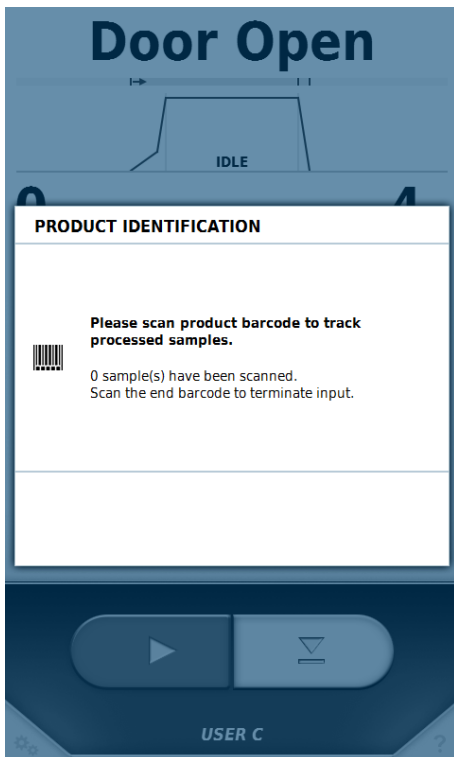 Door Open
IDLE
PRODUCT IDENTIFICATION
Please scan product barcode to track
processed samples.
0 sample(s) have been scanned.
Scan the end barcode to terminate input.
USER C
?